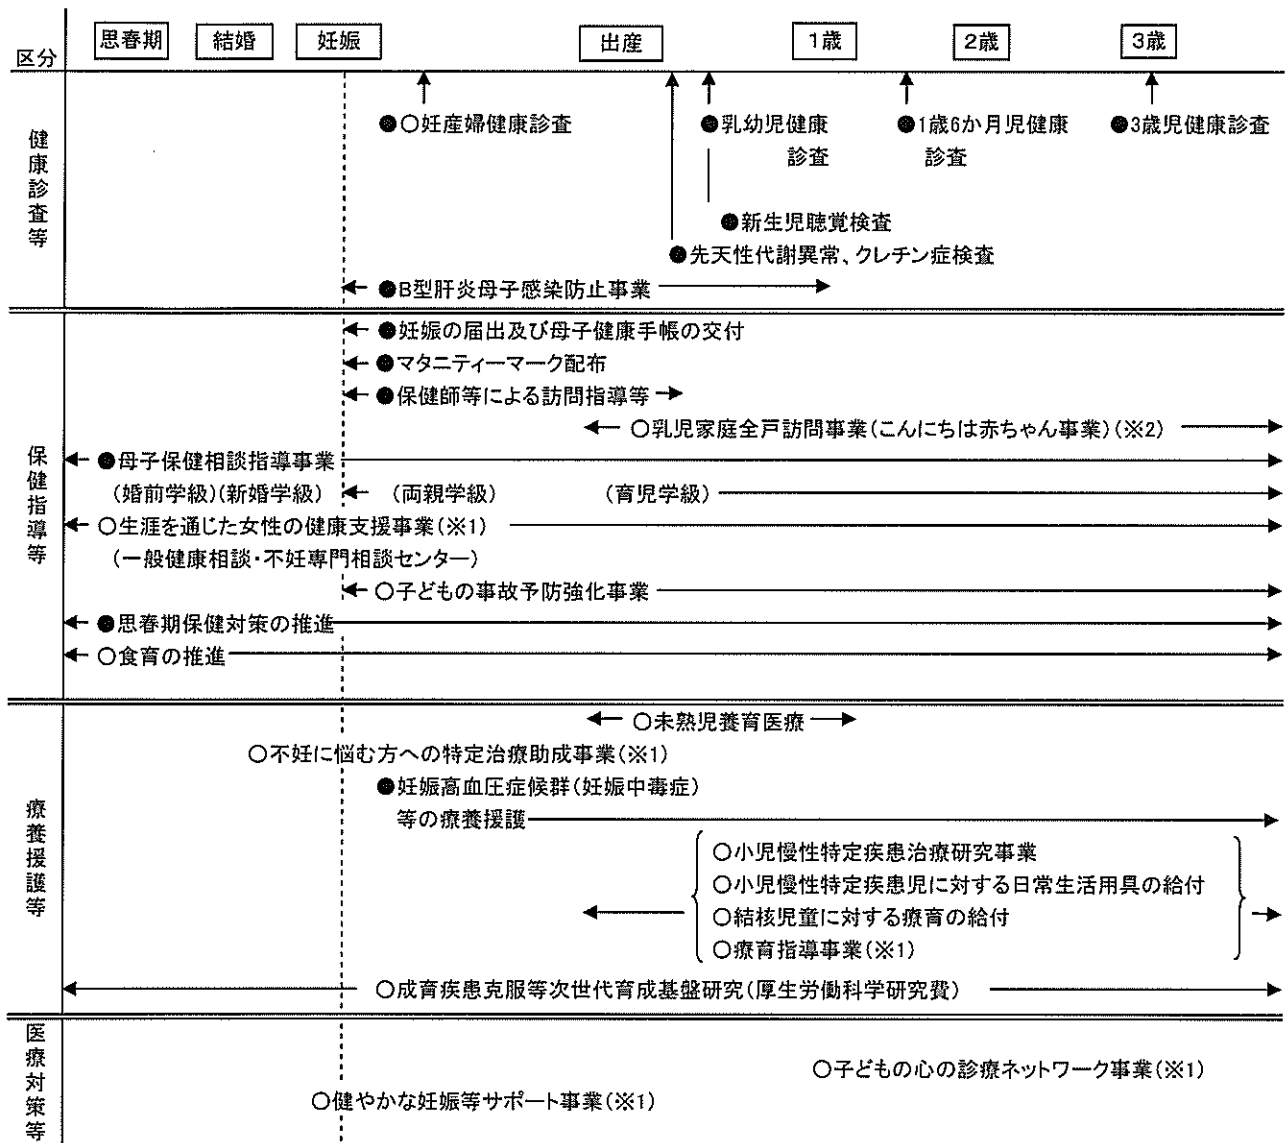 区分
思春期 結婚 妊娠 出産 1歳 2歳 3歳
健康診査等
●○妊産婦健康診査
●乳幼児健康
診査
●1歳6か月児健康
診査
●3歳児健康診査
●新生児聴覚検査
●先天性代謝異常、クレチン症検査
●B型肝炎母子感染防止事業
保健指導等
●妊娠の届出及び母子健康手帳の交付
●マタニティーマーク配布
●保健師等による訪問指導等
○乳児家庭全戸訪問事業(こんにちは赤ちゃん事業)(※2)
●母子保健相談指導事業
(婚前学級)(新婚学級) (両親学級) (育児学級)
○生涯を通じた女性の健康支援事業(※1)
(一般健康相談・不妊専門相談センター)
○子どもの事故予防強化事業
●思春期保健対策の推進
○食育の推進
療養援護等
○未熟児養育医療
○不妊に悩む方への特定治療助成事業(※1)
●妊娠高血圧症候群(妊娠中毒症)
等の療養援護
○小児慢性特定疾患治療研究事業
○小児慢性特定疾患児に対する日常生活用具の給付
○結核児童に対する療育の給付
○療育指導事業(※1)
○成育疾患克服等次世代育成基盤研究(厚生労働科学研究費)
医療対策等
○子どもの心の診療ネットワーク事業(※1)
○健やかな妊娠等サポート事業(※1)